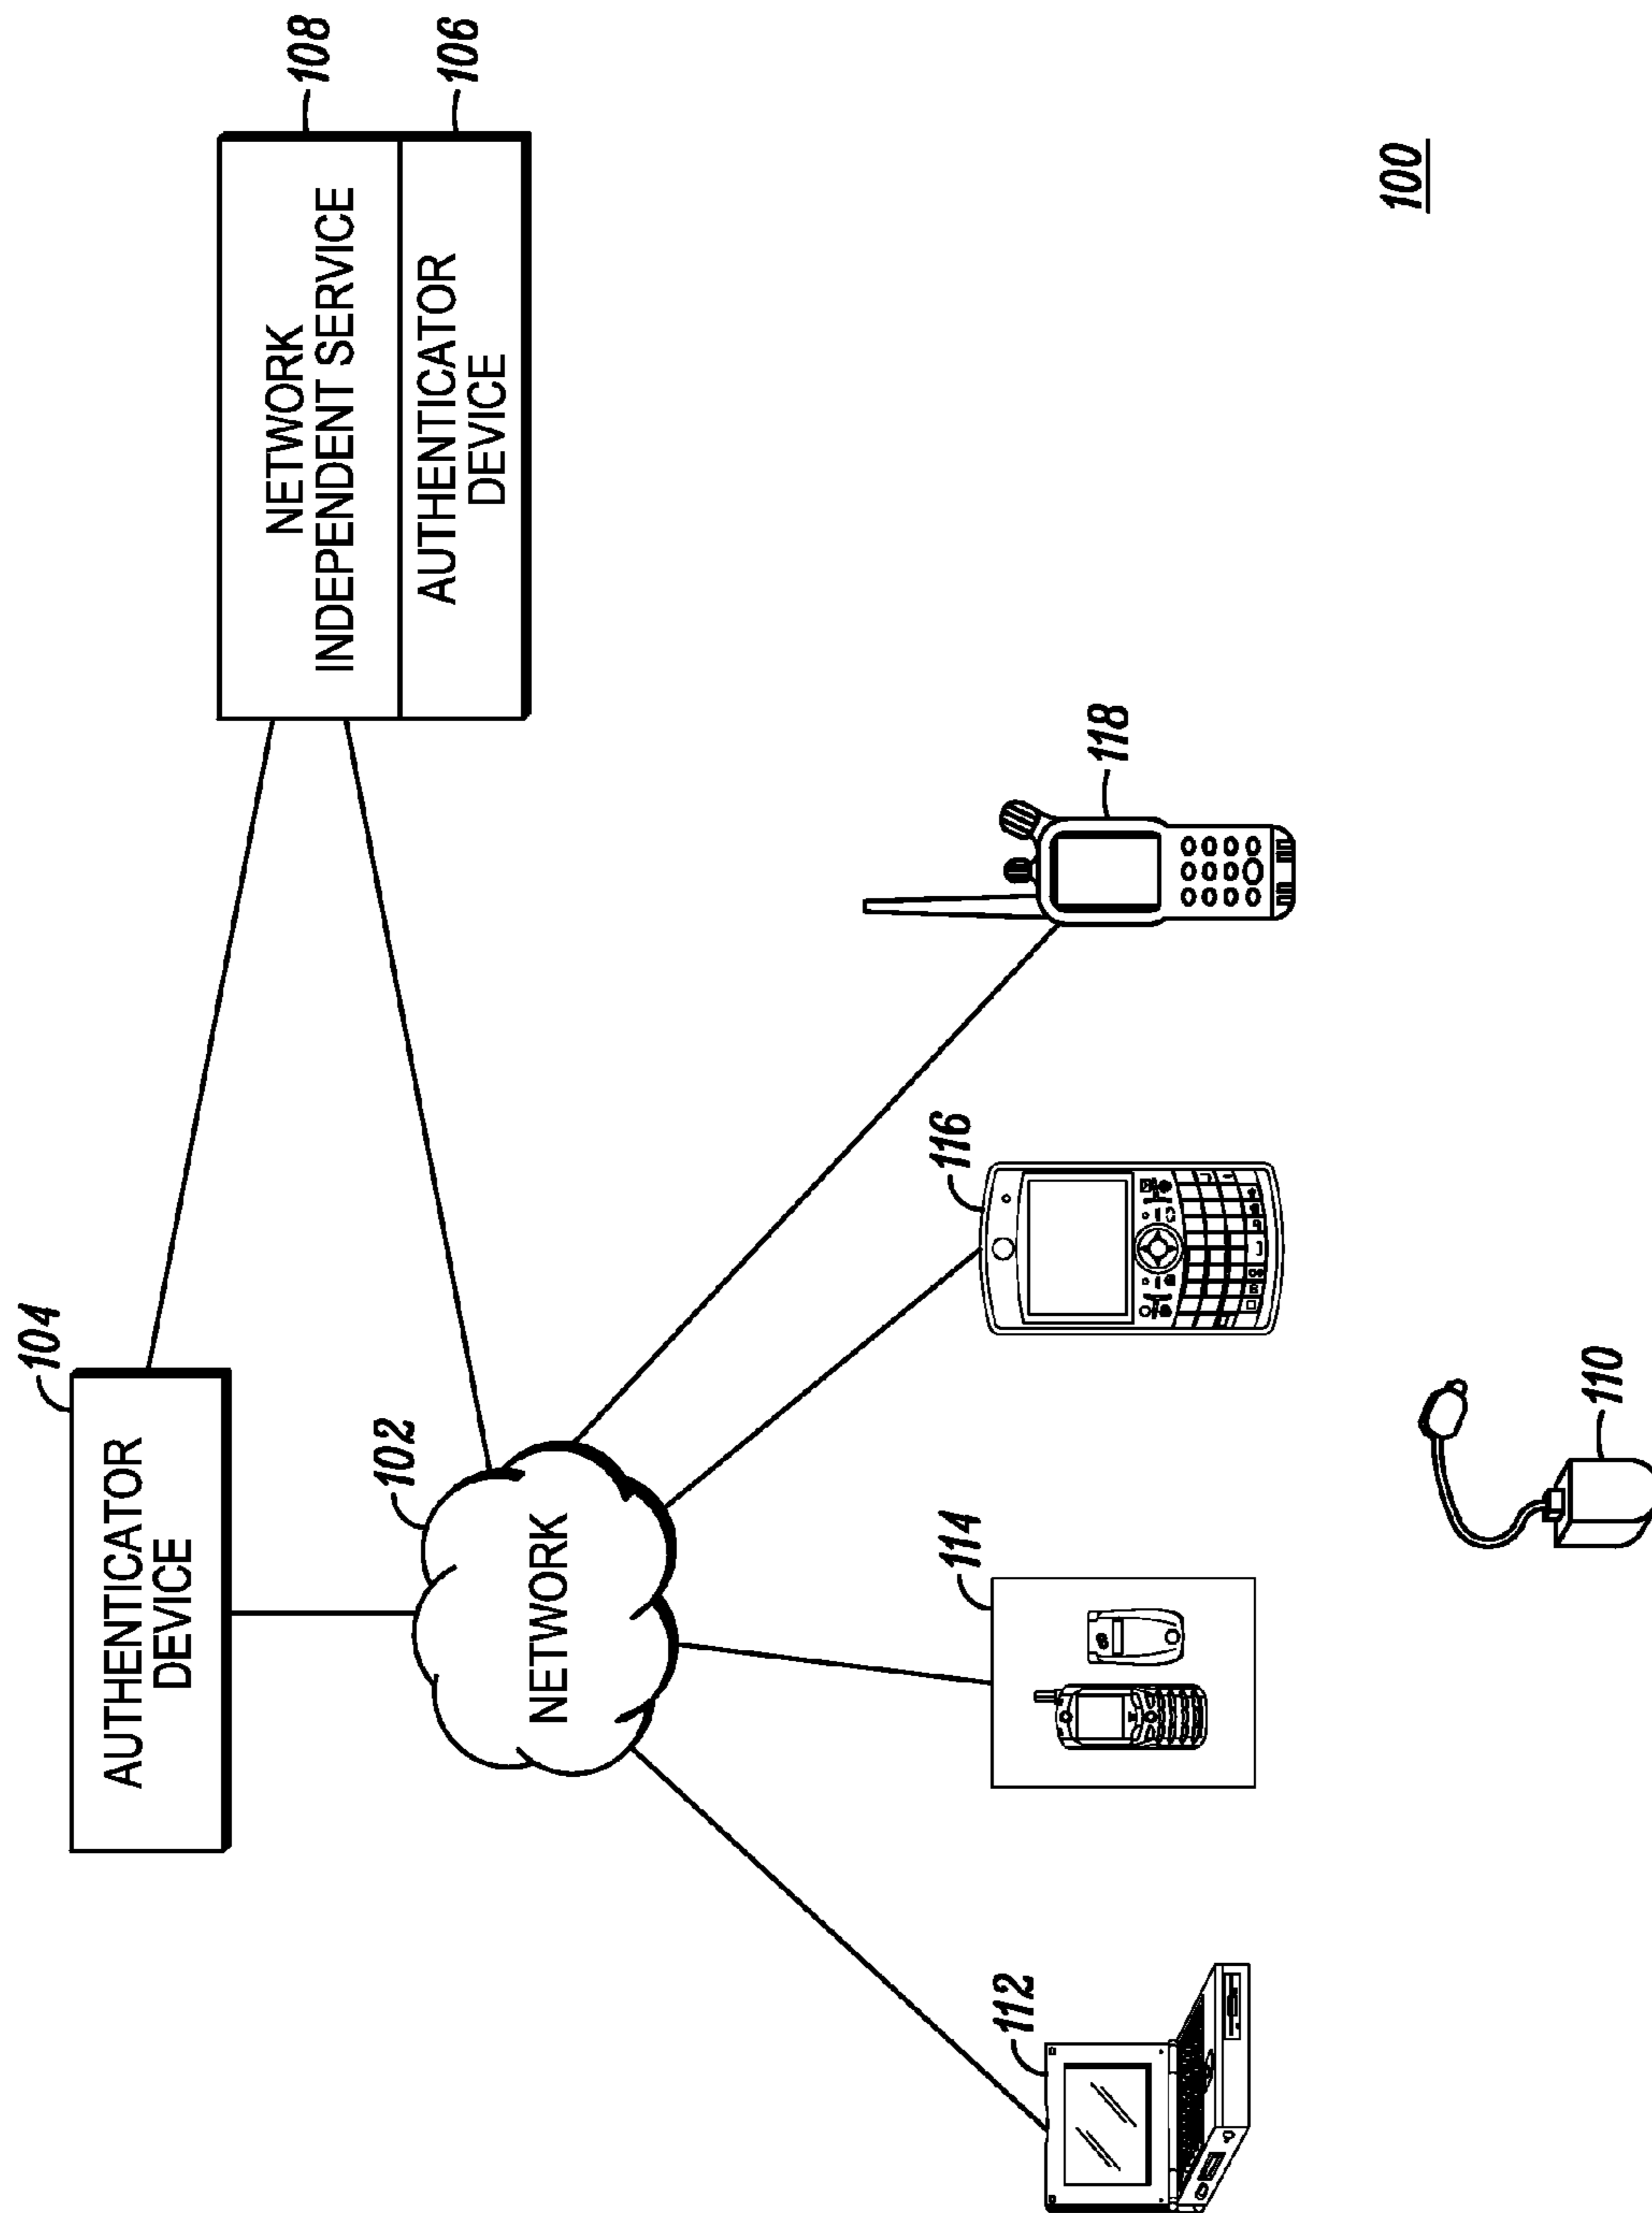 104
AUTHENTICATOR
DEVICE
108
NETWORK
INDEPENDENT SERVICE
106
AUTHENTICATOR
DEVICE
102
NETWORK
112
114
116
118
110
100